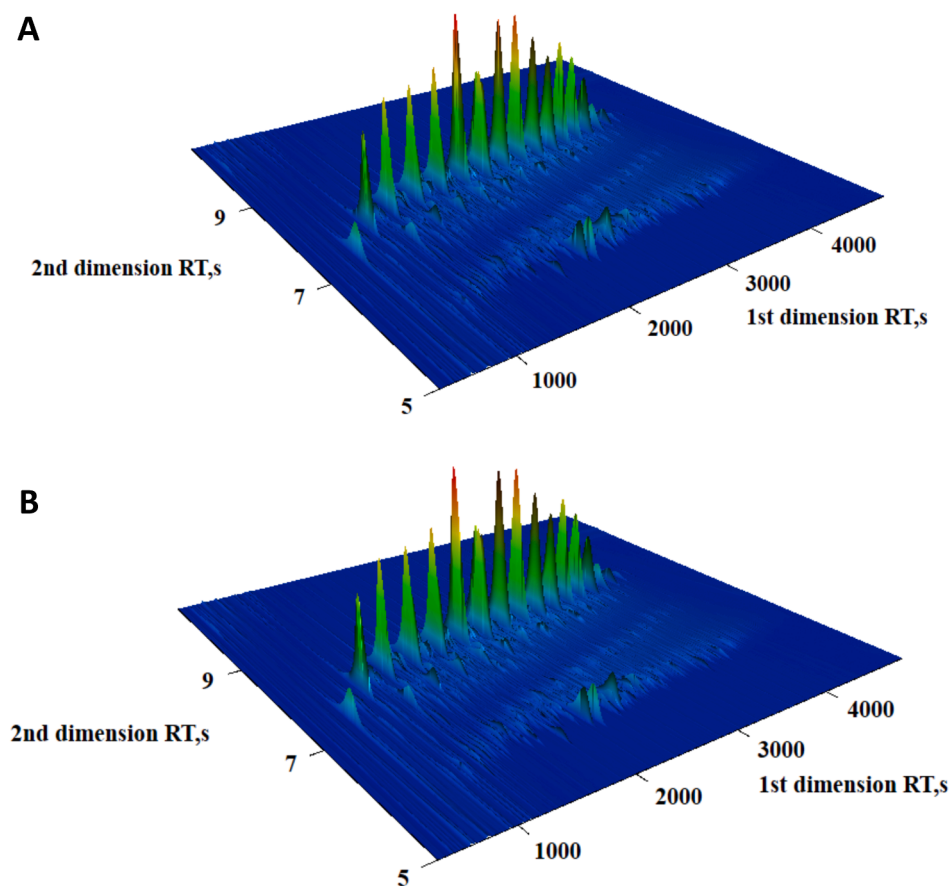 A
9
2nd dimension RT,s
7
5
4000
3000
1st dimension RT,s
2000
1000
B
9
2nd dimension RT,s
7
5
4000
3000
1st dimension RT,s
2000
1000